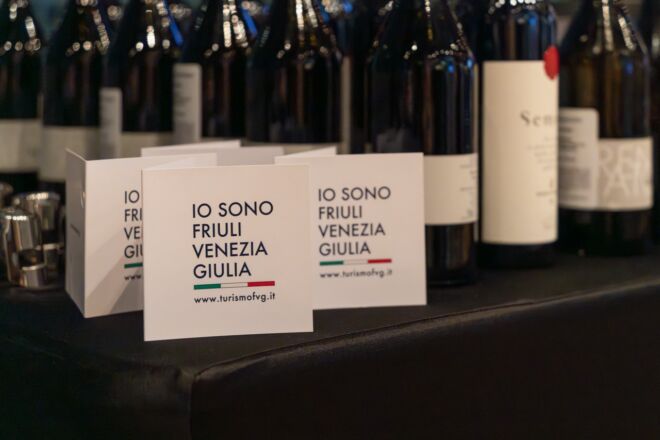 IO SONO
FRIULI
VENEZIA
GIULIA
www.turismofvg.it
IO SONO
FRIULI
VENEZIA
GIULIA
www.turismofvg.it
IO
FRI
VEN
GIU
www.